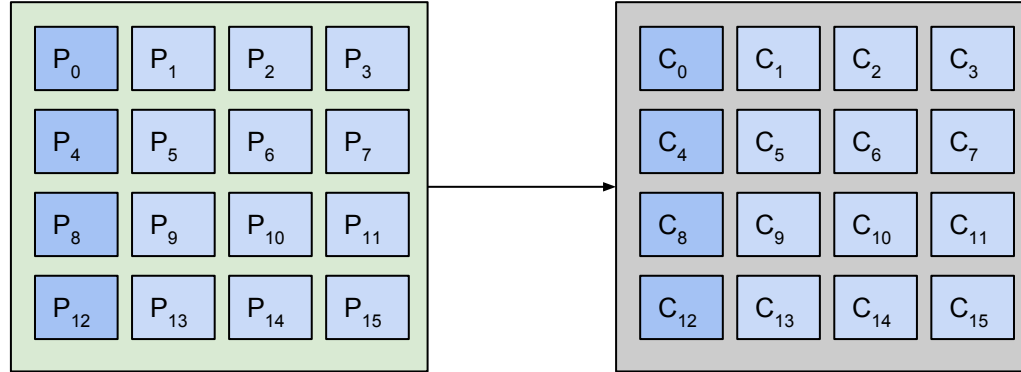 P₀ P₁ P₂ P₃ C₀ C₁ C₂ C₃
P₄ P₅ P₆ P₇ C₄ C₅ C₆ C₇
P₈ P₉ P₁₀ P₁₁ C₈ C₉ C₁₀ C₁₁
P₁₂ P₁₃ P₁₄ P₁₅ C₁₂ C₁₃ C₁₄ C₁₅